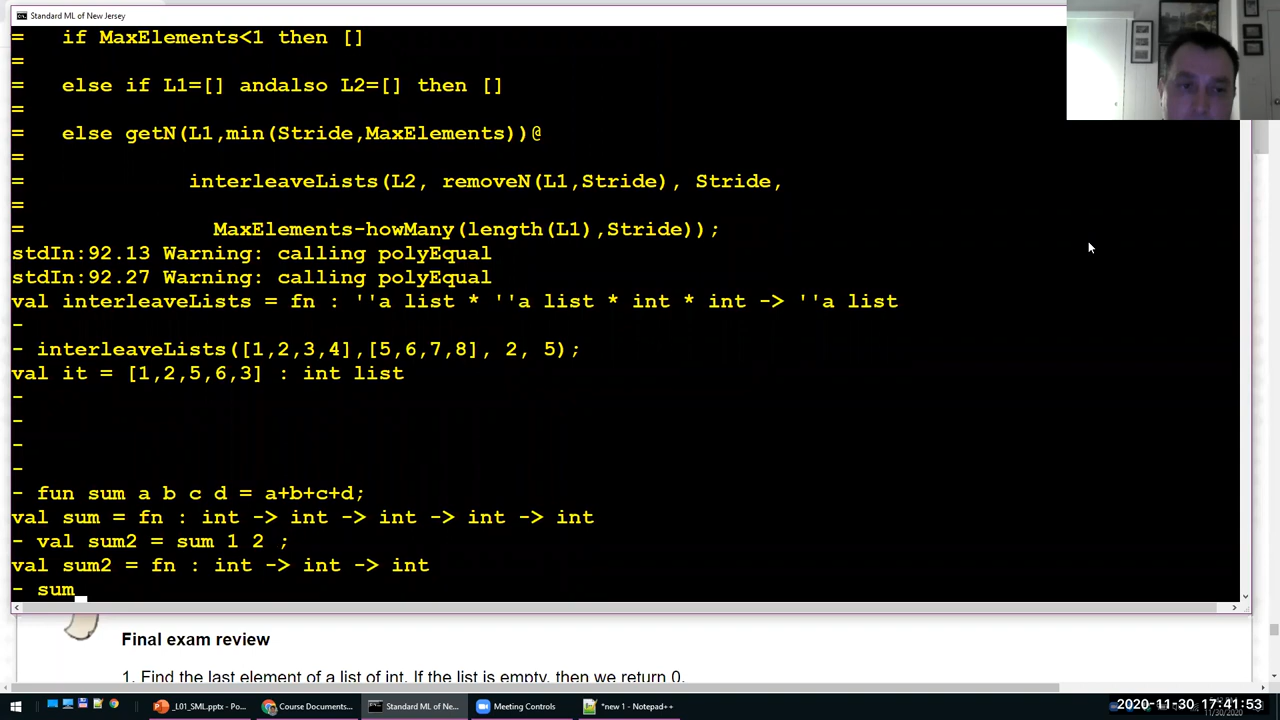 Standard ML of New Jersey
=   if MaxElements<1 then []
=
=   else if L1=[] andalso L2=[] then []
=
=   else getN(L1,min(Stride,MaxElements))@
=
=             interleaveLists(L2, removeN(L1,Stride), Stride,
=
=               MaxElements-howMany(length(L1),Stride));
stdIn:92.13 Warning: calling polyEqual
stdIn:92.27 Warning: calling polyEqual
val interleaveLists = fn : ''a list * ''a list * int * int -> ''a list
-
- interleaveLists([1,2,3,4],[5,6,7,8], 2, 5);
val it = [1,2,5,6,3] : int list
-
-
-
-
- fun sum a b c d = a+b+c+d;
val sum = fn : int -> int -> int -> int -> int
- val sum2 = sum 1 2 ;
val sum2 = fn : int -> int -> int
- sum
Final exam review
1. Find the last element of a list of int. If the list is empty, then we return 0.
_L01_SML.pptx - Po...
Course Documents...
Standard ML of New...
Meeting Controls
*new 1 - Notepad++
2020-11-30 17:41:53
11/30/2020